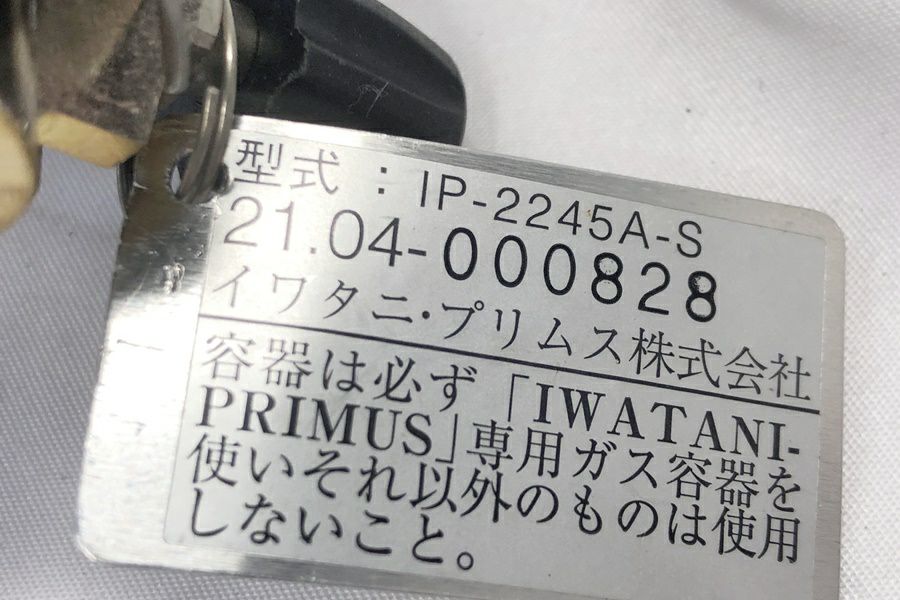 型式：IP-2245A-S
21.04-000828
イワタニ・プリムス株式会社
容器は必ず「IWATANI-
PRIMUS」専用ガス容器を
使いそれ以外のものは使用
しないこと。